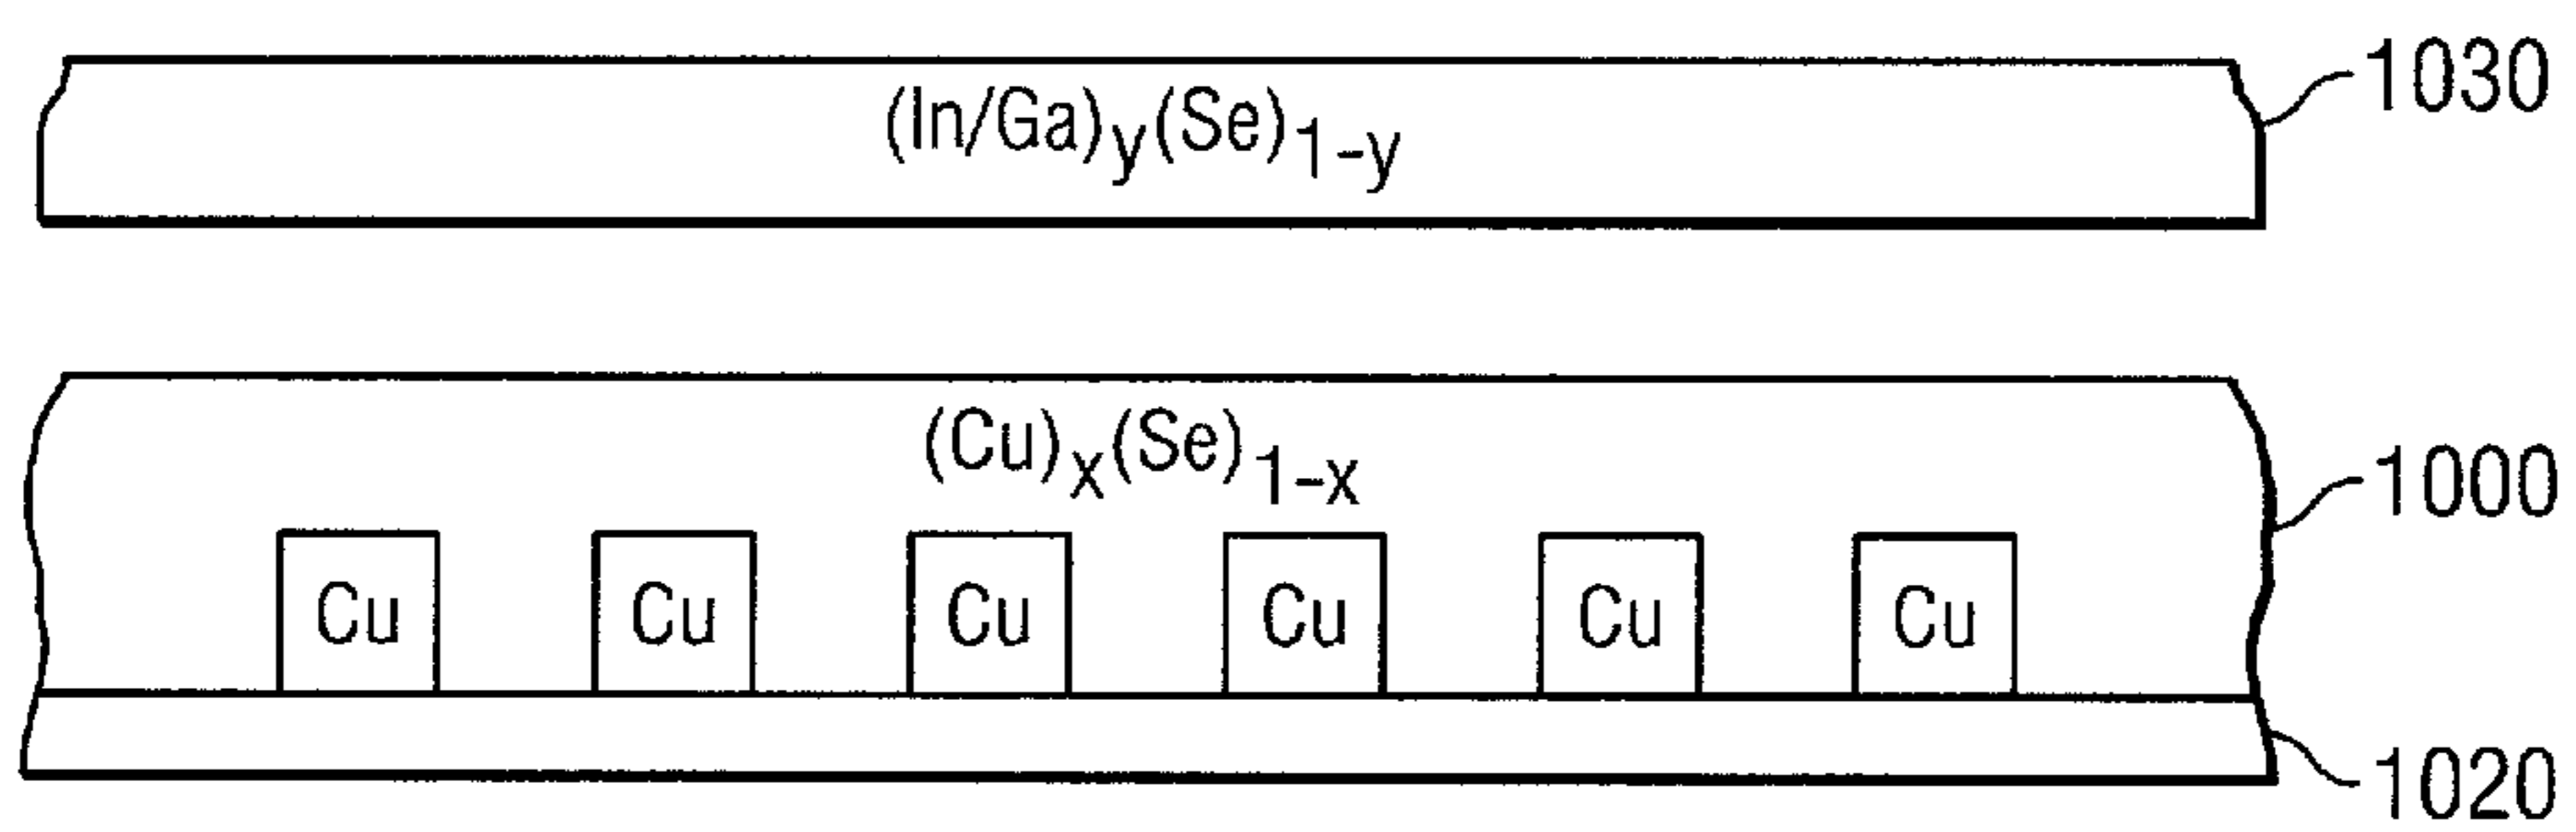 1030
(In/Ga)y(Se)1-y
(Cu)x(Se)1-x
1000
Cu Cu Cu Cu Cu Cu
1020